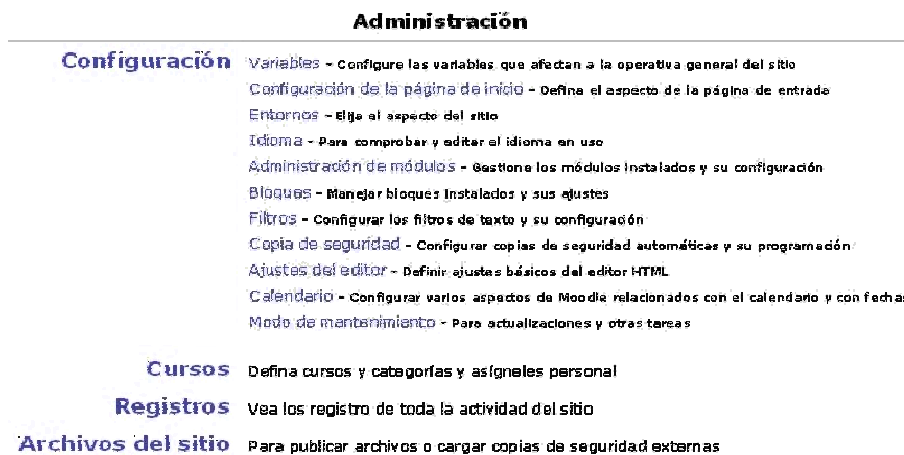 Administración
Configuración Variables - Configure las variables que afectan a la operativa general del sitio
Configuración de la página de inicio - Defina el aspecto de la página de entrada
Entornos - Elija el aspecto del sitio
Idioma - Para comprobar y editar el idioma en uso
Administración de módulos - Gestione los módulos instalados y su configuración
Bloques - Manejar bloques instalados y sus ajustes
Filtros - Configurar los filtros de texto y su configuración
Copia de seguridad - Configurar copias de seguridad automáticas y su programación
Ajustes del editor - Definir ajustes básicos del editor HTML
Calendario - Configurar varios aspectos de Moodle relacionados con el calendario y con fechas
Modo de mantenimiento - Para actualizaciones y otras tareas
Cursos Defina cursos y categorías y asígneles personal
Registros Vea los registro de toda la actividad del sitio
Archivos del sitio Para publicar archivos o cargar copias de seguridad externas